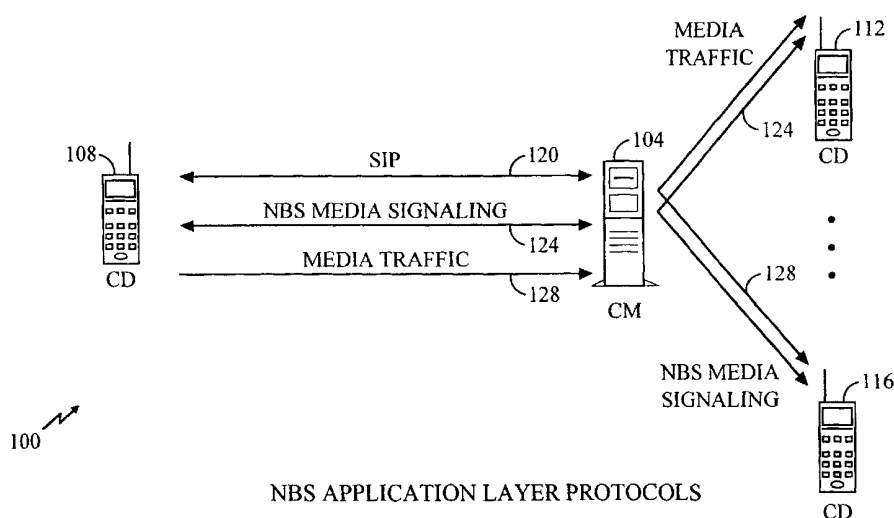 MEDIA
TRAFFIC
112
124
CD
108
SIP
120
104
NBS MEDIA SIGNALING
124
MEDIA TRAFFIC
128
CD
CM
128
NBS MEDIA
SIGNALING
116
100
NBS APPLICATION LAYER PROTOCOLS
CD